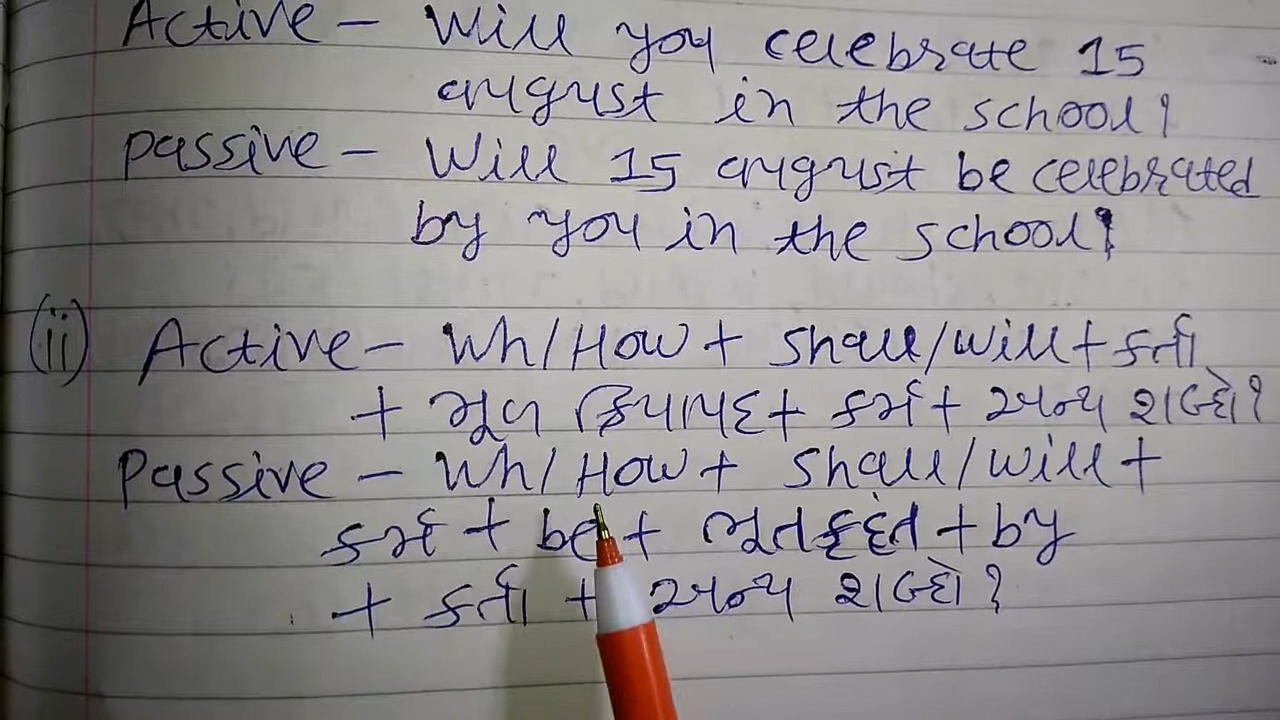 Active - Will you celebrate 15
august in the school?
Passive - Will 15 august be celebrated
by you in the school?
(ii) Active - Wh/How + Shall/Will + કર્તા
+ મૂળ ક્રિયાપદ + કર્મ + અન્ય શબ્દો?
Passive - Wh/How + Shall/Will +
કર્મ + be + ભૂતકૃદંત + by
+ કર્તા + અન્ય શબ્દો?